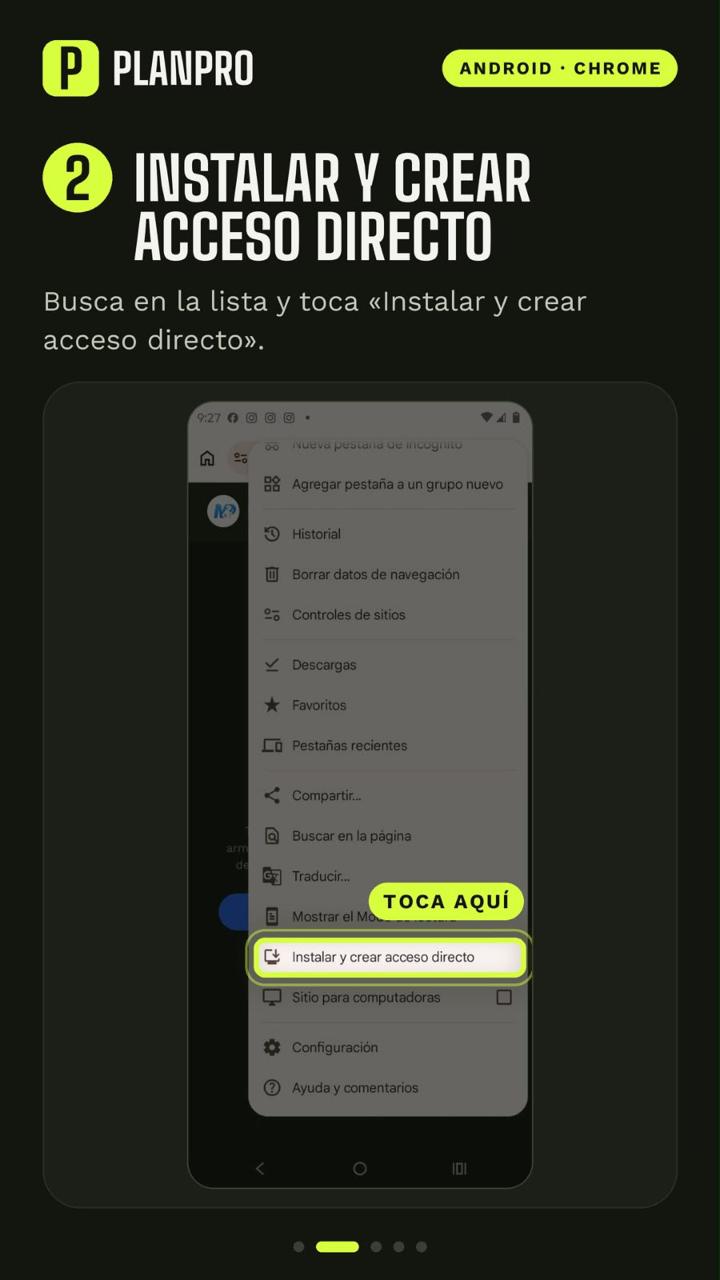 P PLANPRO
ANDROID · CHROME
2 INSTALAR Y CREAR
ACCESO DIRECTO
Busca en la lista y toca «Instalar y crear
acceso directo».
9:27
Nueva pestaña de incógnito
Agregar pestaña a un grupo nuevo
Historial
Borrar datos de navegación
Controles de sitios
Descargas
Favoritos
Pestañas recientes
Compartir...
Buscar en la página
arm
de
Traducir...
TOCA AQUÍ
Mostrar el
Instalar y crear acceso directo
Sitio para computadoras
Configuración
Ayuda y comentarios